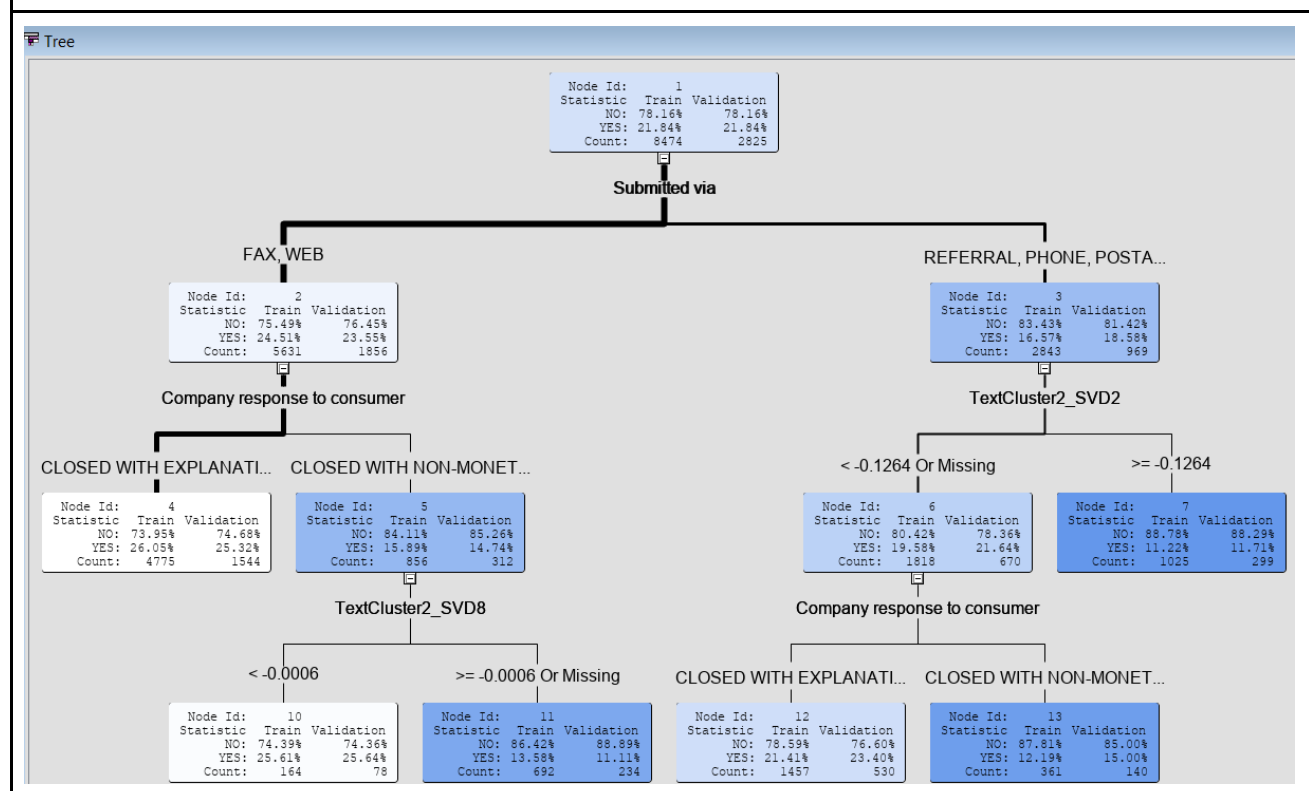 Tree
Node Id: 1
Statistic Train Validation
NO: 78.16% 78.16%
YES: 21.84% 21.84%
Count: 8474 2825
Submitted via
FAX, WEB
REFERRAL, PHONE, POSTA...
Node Id: 2
Statistic Train Validation
NO: 75.49% 76.45%
YES: 24.51% 23.55%
Count: 5631 1856
Node Id: 3
Statistic Train Validation
NO: 83.43% 81.42%
YES: 16.57% 18.58%
Count: 2843 969
Company response to consumer
TextCluster2_SVD2
CLOSED WITH EXPLANATI...
CLOSED WITH NON-MONET...
< -0.1264 Or Missing
>= -0.1264
Node Id: 4
Statistic Train Validation
NO: 73.95% 74.68%
YES: 26.05% 25.32%
Count: 4775 1544
Node Id: 5
Statistic Train Validation
NO: 84.11% 85.26%
YES: 15.89% 14.74%
Count: 856 312
Node Id: 6
Statistic Train Validation
NO: 80.42% 78.36%
YES: 19.58% 21.64%
Count: 1818 670
Node Id: 7
Statistic Train Validation
NO: 88.78% 88.29%
YES: 11.22% 11.71%
Count: 1025 299
TextCluster2_SVD8
Company response to consumer
< -0.0006
>= -0.0006 Or Missing
CLOSED WITH EXPLANATI...
CLOSED WITH NON-MONET...
Node Id: 10
Statistic Train Validation
NO: 74.39% 74.36%
YES: 25.61% 25.64%
Count: 164 78
Node Id: 11
Statistic Train Validation
NO: 86.42% 88.89%
YES: 13.58% 11.11%
Count: 692 234
Node Id: 12
Statistic Train Validation
NO: 78.59% 76.60%
YES: 21.41% 23.40%
Count: 1457 530
Node Id: 13
Statistic Train Validation
NO: 87.81% 85.00%
YES: 12.19% 15.00%
Count: 361 140